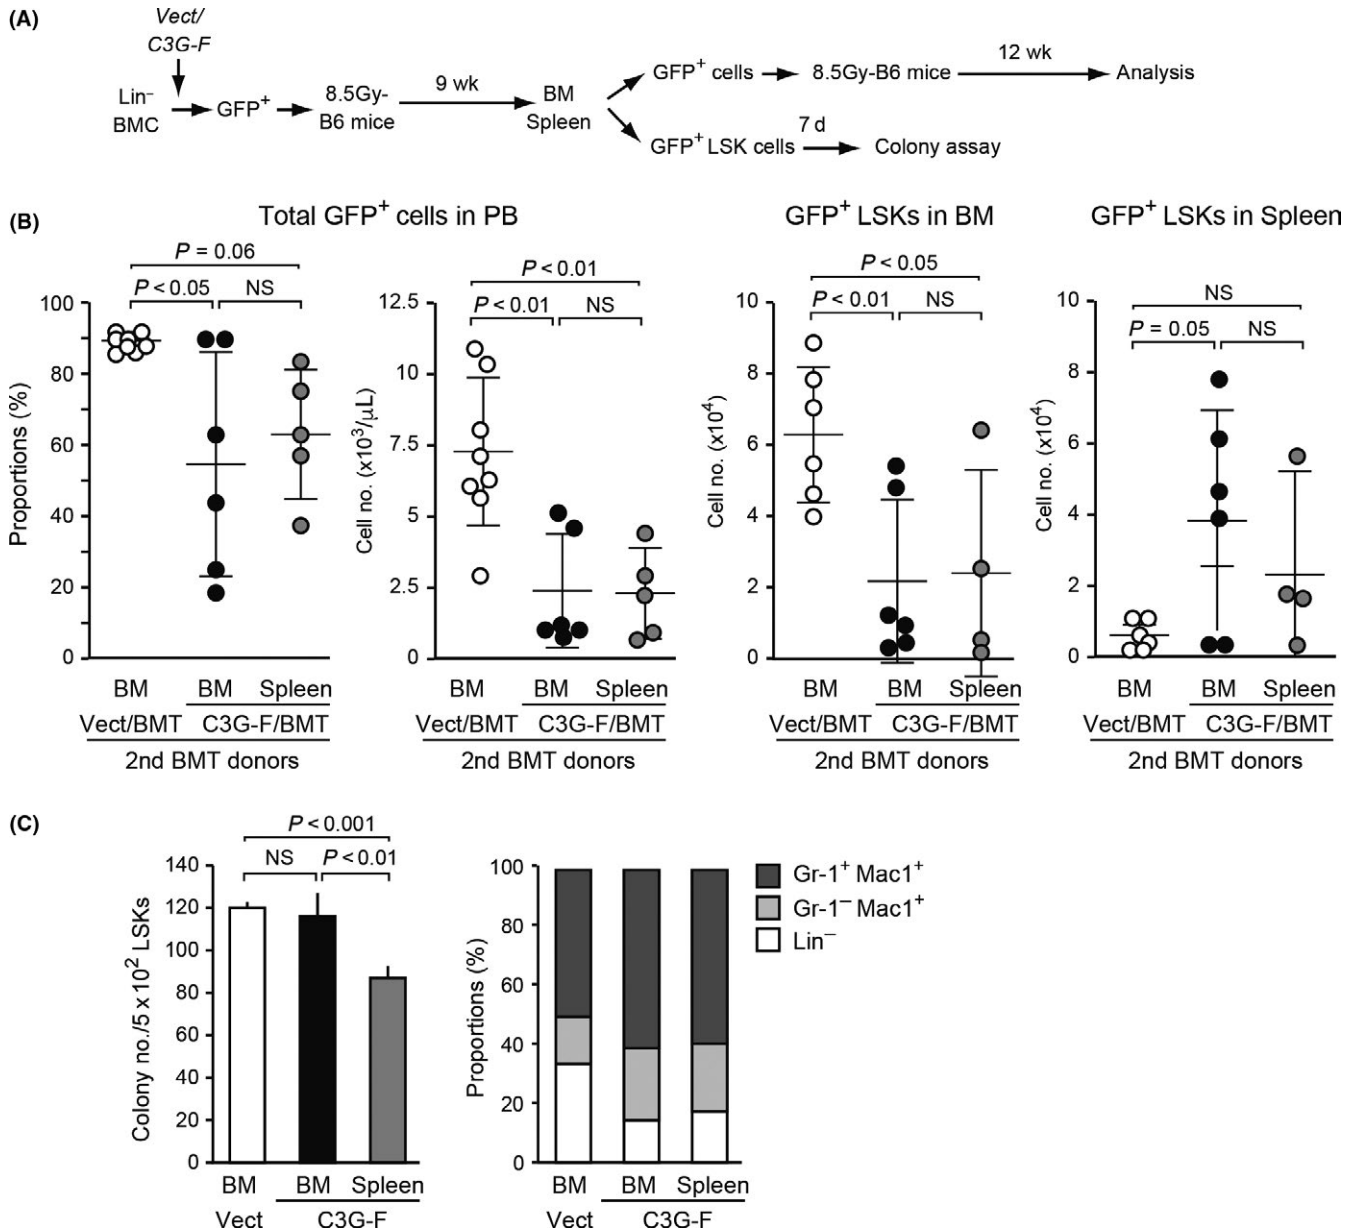 (A)
Vect/
C3G-F
Lin– BMC
GFP+
8.5Gy-B6 mice
9 wk
BM
Spleen
GFP+ cells
8.5Gy-B6 mice
12 wk
Analysis
GFP+ LSK cells
7 d
Colony assay
(B)
Total GFP+ cells in PB
GFP+ LSKs in BM
GFP+ LSKs in Spleen
P = 0.06
P < 0.05
NS
100
80
60
40
20
0
Proportions (%)
BM
BM
Spleen
Vect/BMT
C3G-F/BMT
2nd BMT donors
P < 0.01
P < 0.01
NS
12.5
10
7.5
5
2.5
0
Cell no. (x10³/μL)
BM
BM
Spleen
Vect/BMT
C3G-F/BMT
2nd BMT donors
P < 0.05
P < 0.01
NS
10
8
6
4
2
0
Cell no. (x10⁴)
BM
BM
Spleen
Vect/BMT
C3G-F/BMT
2nd BMT donors
NS
P = 0.05
NS
10
8
6
4
2
0
Cell no. (x10⁴)
BM
BM
Spleen
Vect/BMT
C3G-F/BMT
2nd BMT donors
(C)
P < 0.001
NS
P < 0.01
140
120
100
80
60
40
20
0
Colony no./5 x 10² LSKs
BM
BM
Spleen
Vect
C3G-F
100
80
60
40
20
0
Proportions (%)
BM
BM
Spleen
Vect
C3G-F
Gr-1+ Mac1+
Gr-1– Mac1+
Lin–